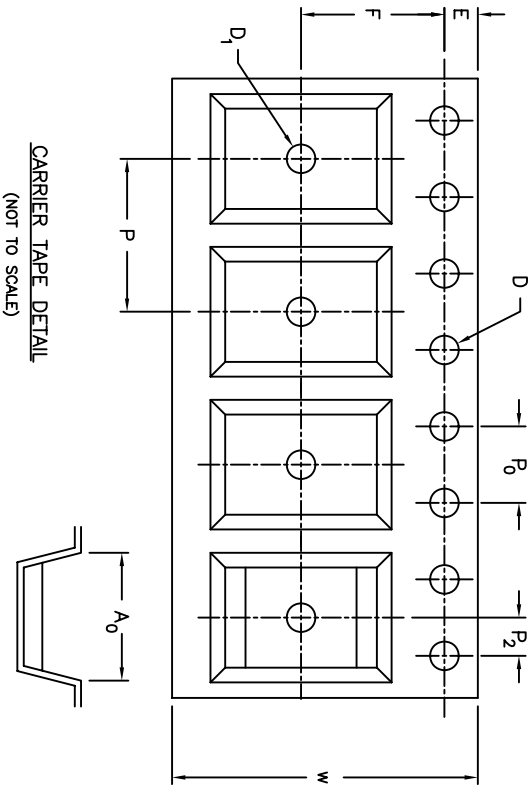 E
F
D₁
D
P₀
P₂
P
W
A₀
CARRIER TAPE DETAIL
(NOT TO SCALE)